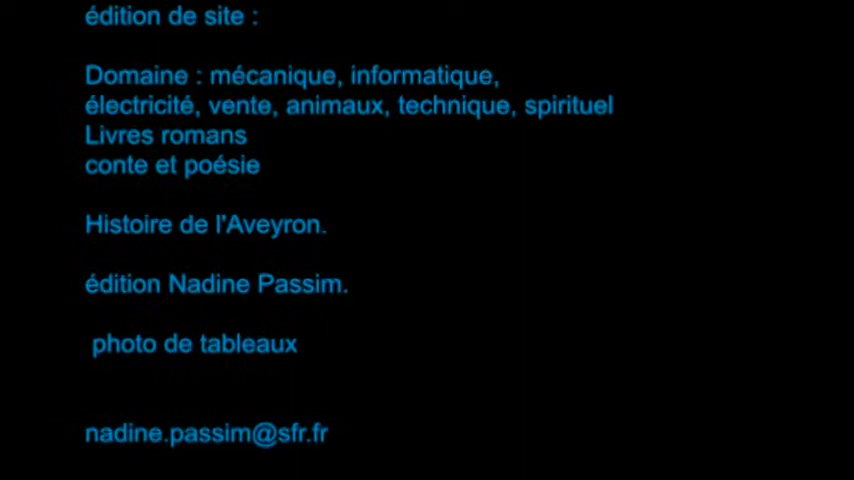 édition de site :
Domaine : mécanique, informatique,
électricité, vente, animaux, technique, spirituel
Livres romans
conte et poésie
Histoire de l'Aveyron.
édition Nadine Passim.
photo de tableaux
nadine.passim@sfr.fr